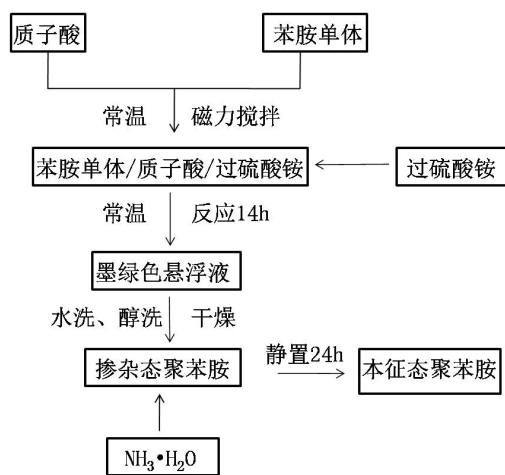 质子酸
苯胺单体
常温
磁力搅拌
苯胺单体/质子酸/过硫酸铵
过硫酸铵
常温
反应14h
墨绿色悬浮液
水洗、醇洗
干燥
静置24h
掺杂态聚苯胺
本征态聚苯胺
NH₃•H₂O